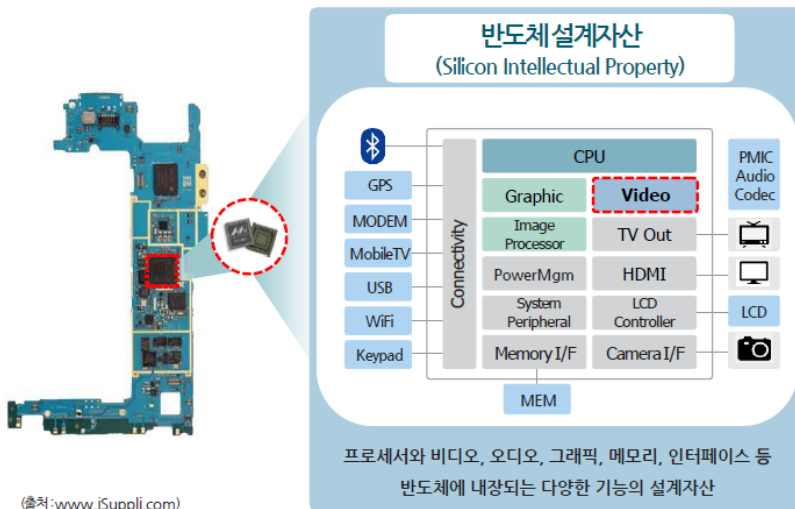 반도체 설계자산
(Silicon Intellectual Property)
CPU
GPS
Graphic
Video
PMIC
Audio
Codec
MODEM
Image
Processor
TV Out
MobileTV
Connectivity
PowerMgm
HDMI
USB
System
Peripheral
LCD
Controller
LCD
WiFi
Keypad
Memory I/F
Camera I/F
MEM
프로세서와 비디오, 오디오, 그래픽, 메모리, 인터페이스 등
반도체에 내장되는 다양한 기능의 설계자산
(출처 : www.iSuppli.com)